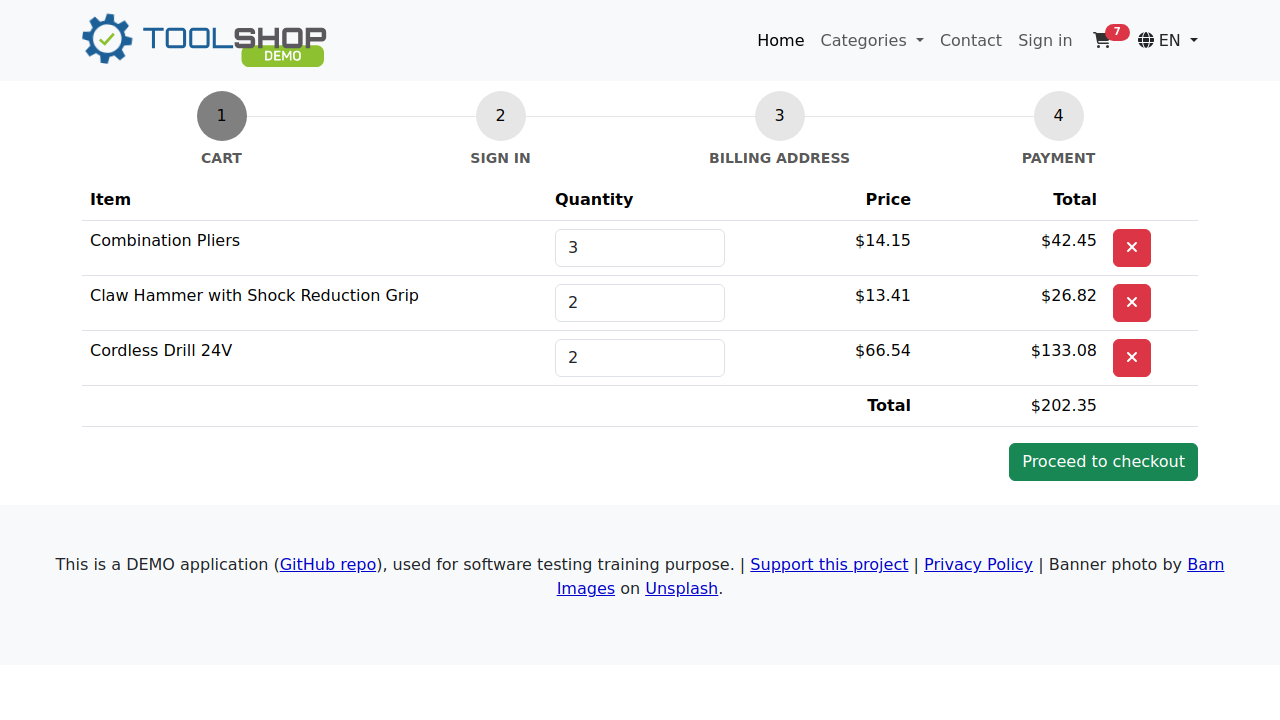 TOOLSHOP
DEMO
Home Categories Contact Sign in 7 EN
1 2 3 4
CART SIGN IN BILLING ADDRESS PAYMENT
Item Quantity Price Total
Combination Pliers 3 $14.15 $42.45
Claw Hammer with Shock Reduction Grip 2 $13.41 $26.82
Cordless Drill 24V 2 $66.54 $133.08
Total $202.35
Proceed to checkout
This is a DEMO application (GitHub repo), used for software testing training purpose. | Support this project | Privacy Policy | Banner photo by Barn
Images on Unsplash.